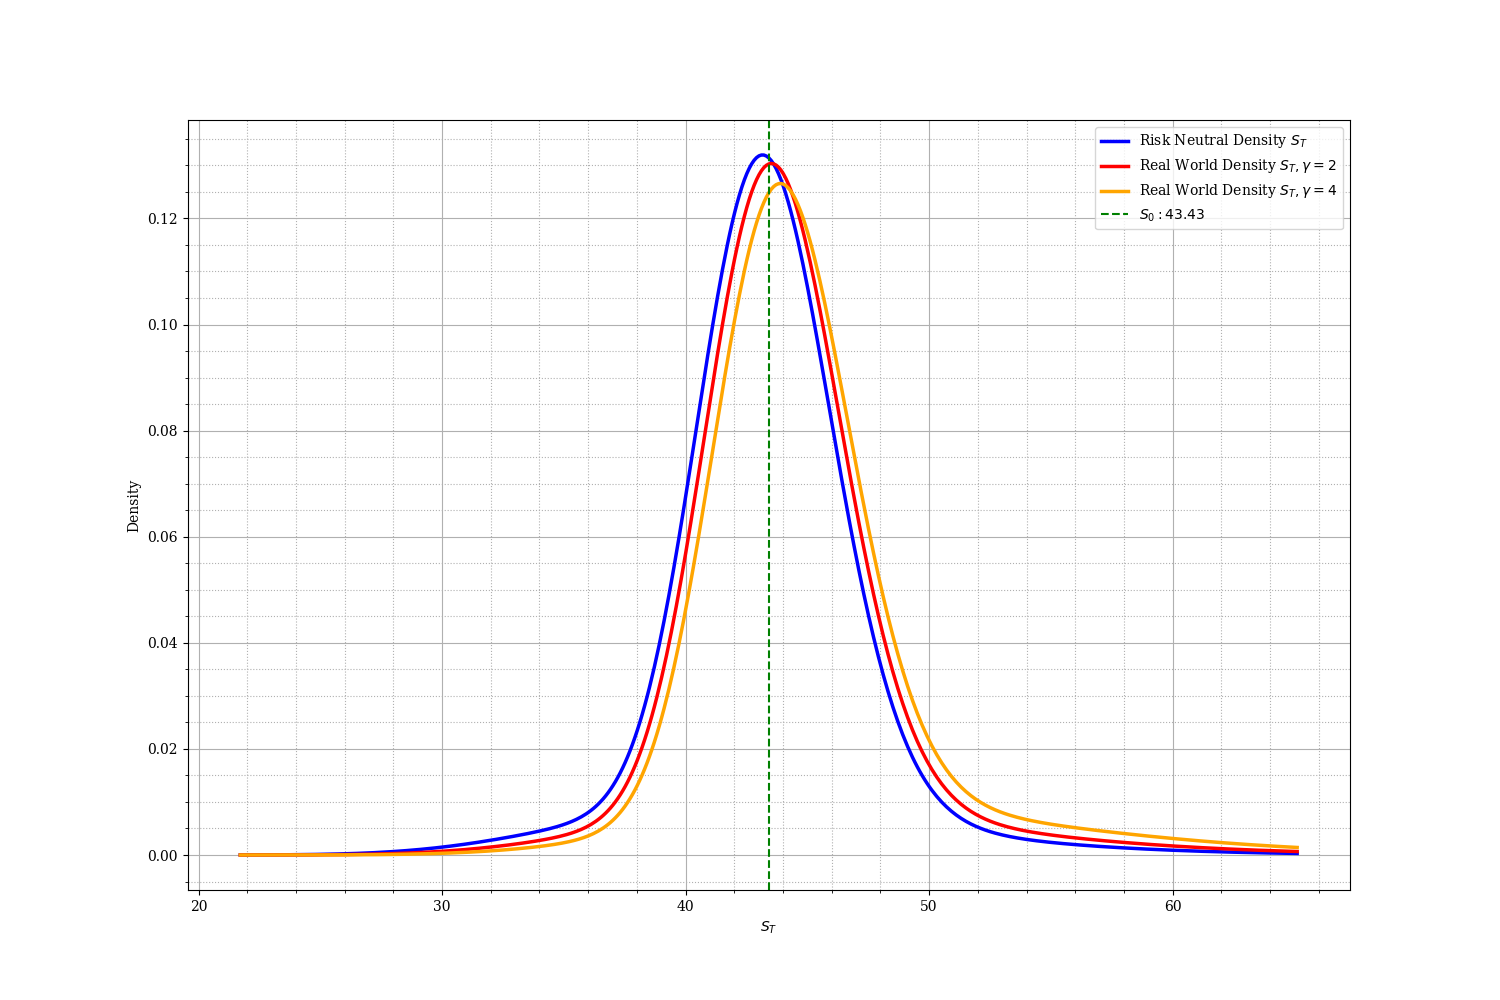 Risk Neutral Density S_T
Real World Density S_T, γ = 2
Real World Density S_T, γ = 4
S_0 : 43.43
0.12
0.10
0.08
0.06
0.04
0.02
0.00
Density
20 30 40 50 60
S_T